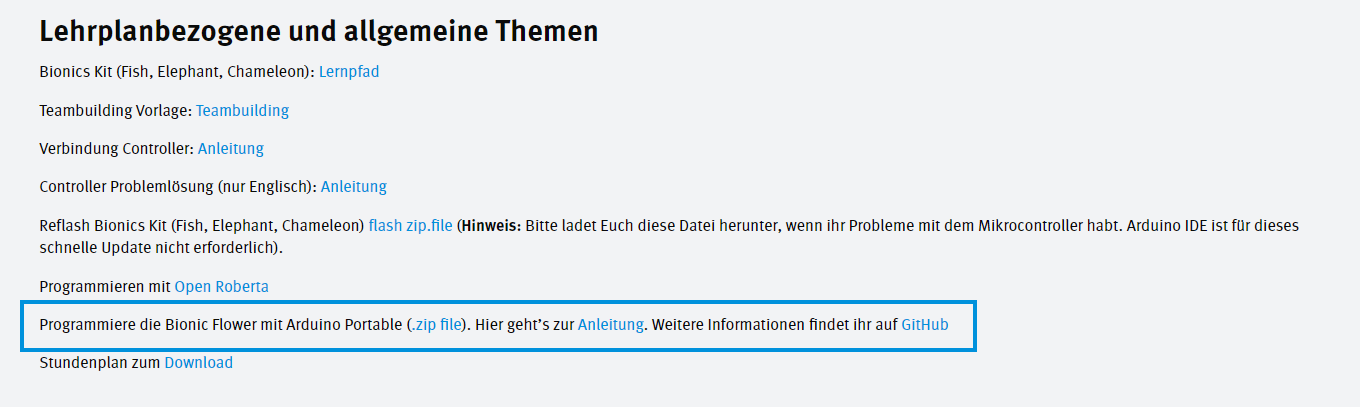 Lehrplanbezogene und allgemeine Themen
Bionics Kit (Fish, Elephant, Chameleon): Lernpfad
Teambuilding Vorlage: Teambuilding
Verbindung Controller: Anleitung
Controller Problemlösung (nur Englisch): Anleitung
Reflash Bionics Kit (Fish, Elephant, Chameleon) flash zip.file (Hinweis: Bitte ladet Euch diese Datei herunter, wenn ihr Probleme mit dem Mikrocontroller habt. Arduino IDE ist für dieses
schnelle Update nicht erforderlich).
Programmieren mit Open Roberta
Programmiere die Bionic Flower mit Arduino Portable (.zip file). Hier geht's zur Anleitung. Weitere Informationen findet ihr auf GitHub
Stundenplan zum Download